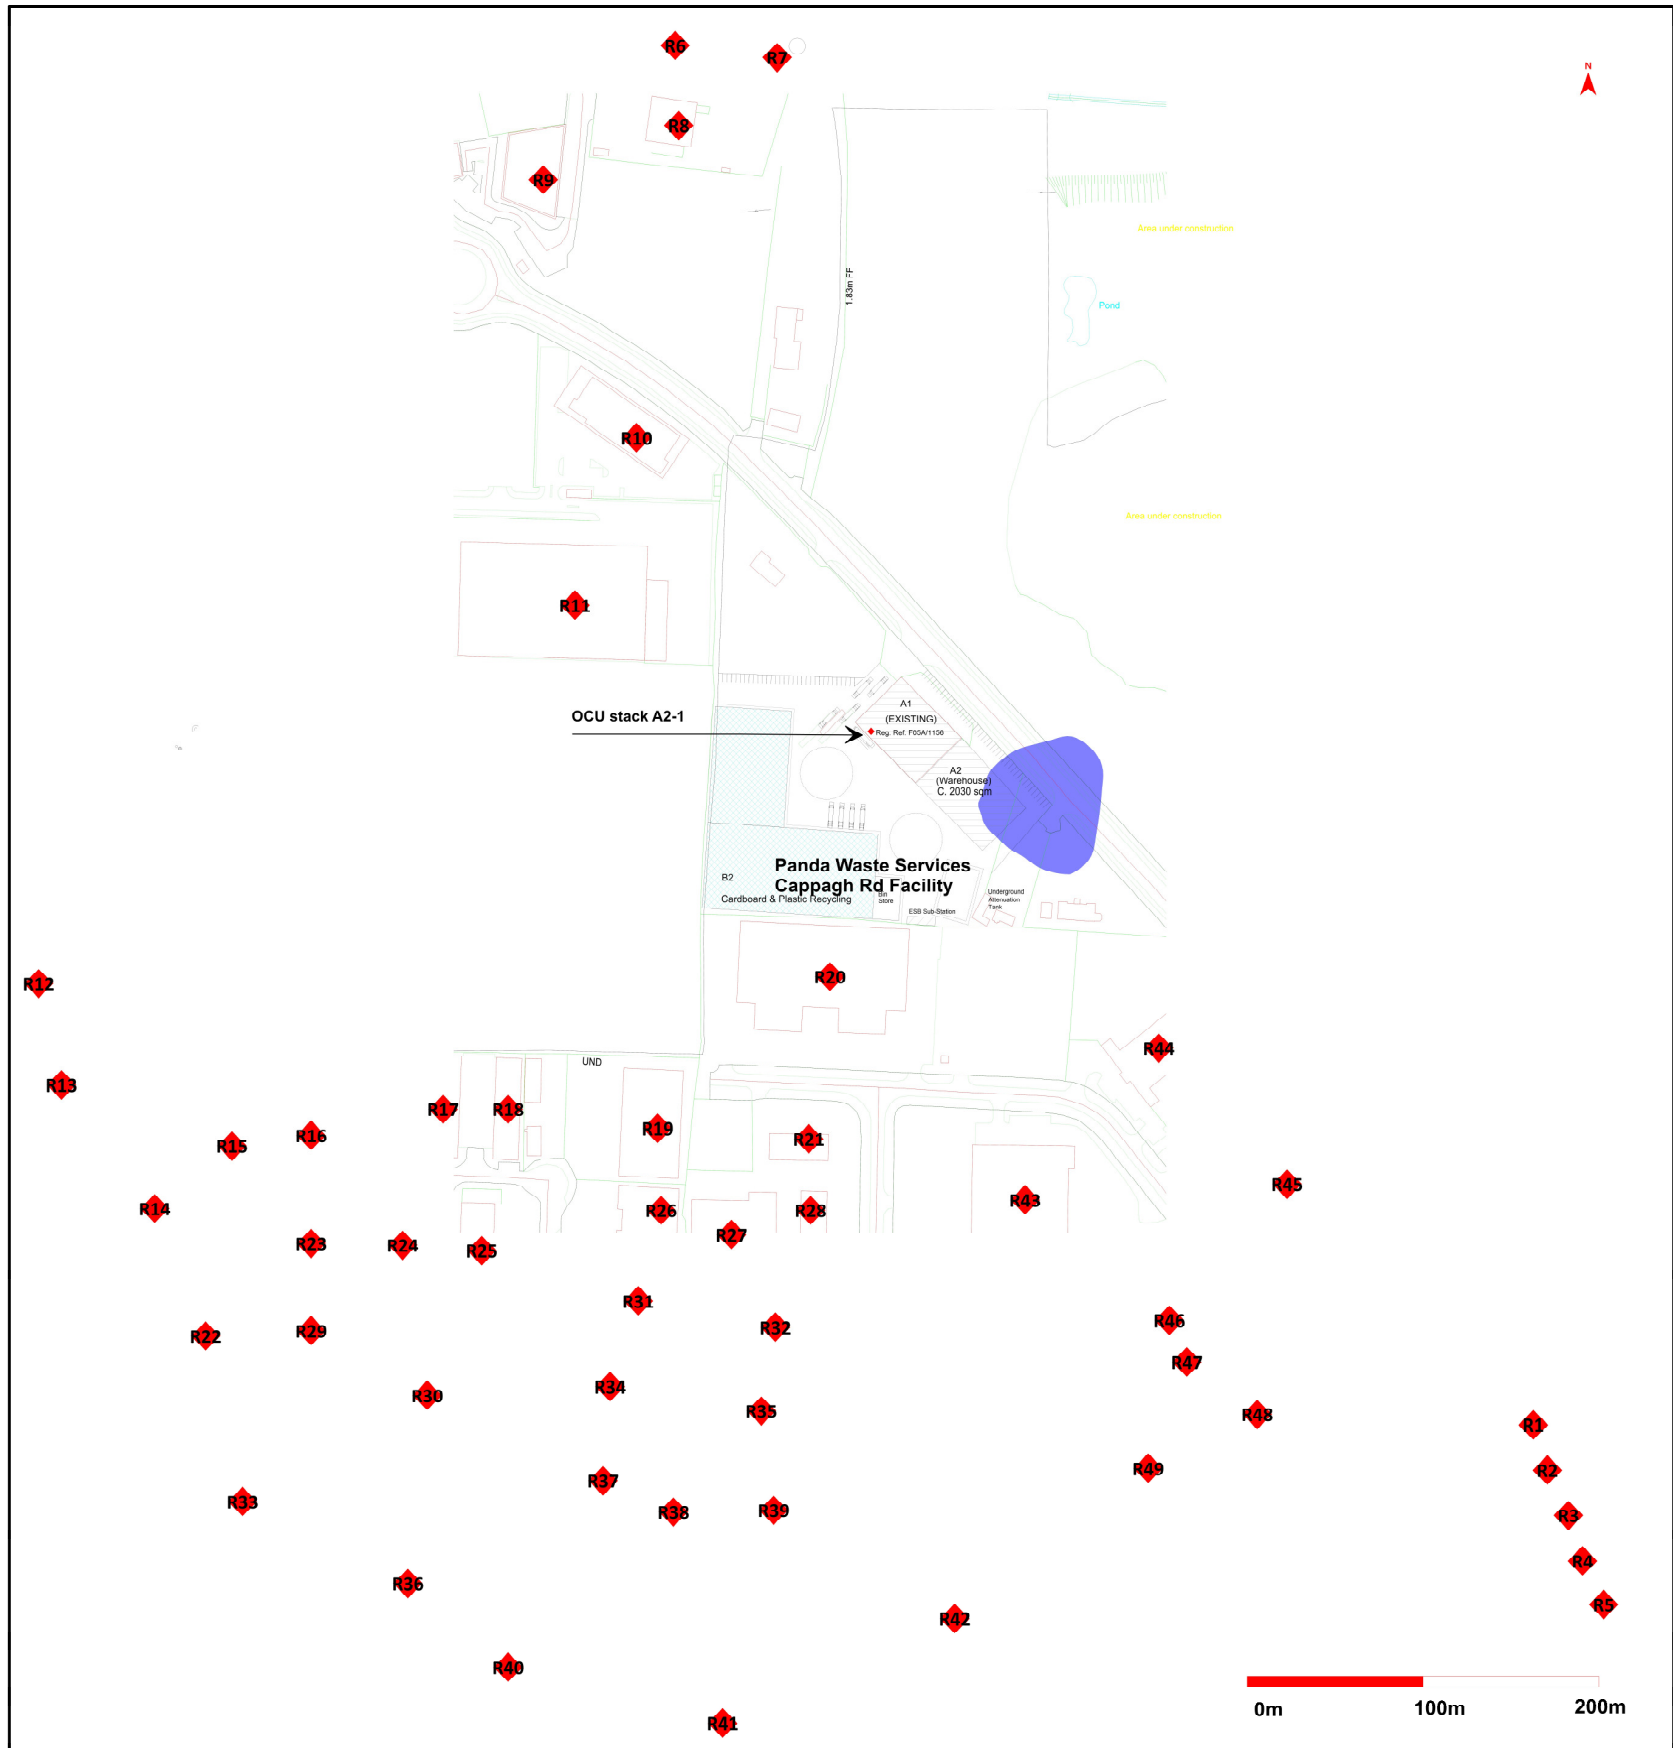 R6
R7
N
R8
R9
Area under construction
1.83m FF
Pond
R10
Area under construction
R11
A1
(EXISTING)
OCU stack A2-1
Reg. Ref. F05A/1156
A2
(Warehouse)
C. 2030 sqm
Panda Waste Services
Cappagh Rd Facility
B2
Cardboard & Plastic Recycling
Bin
Store
ESB Sub-Station
Underground
Attenuation
Tank
R20
R12
R44
UND
R13
R17
R18
R19
R21
R15
R16
R45
R14
R26
R28
R43
R27
R23
R24
R25
R31
R46
R32
R22
R29
R47
R30
R34
R35
R48
R1
R49
R2
R37
R33
R38
R39
R3
R4
R36
R5
R42
R40
R41
0m
100m
200m